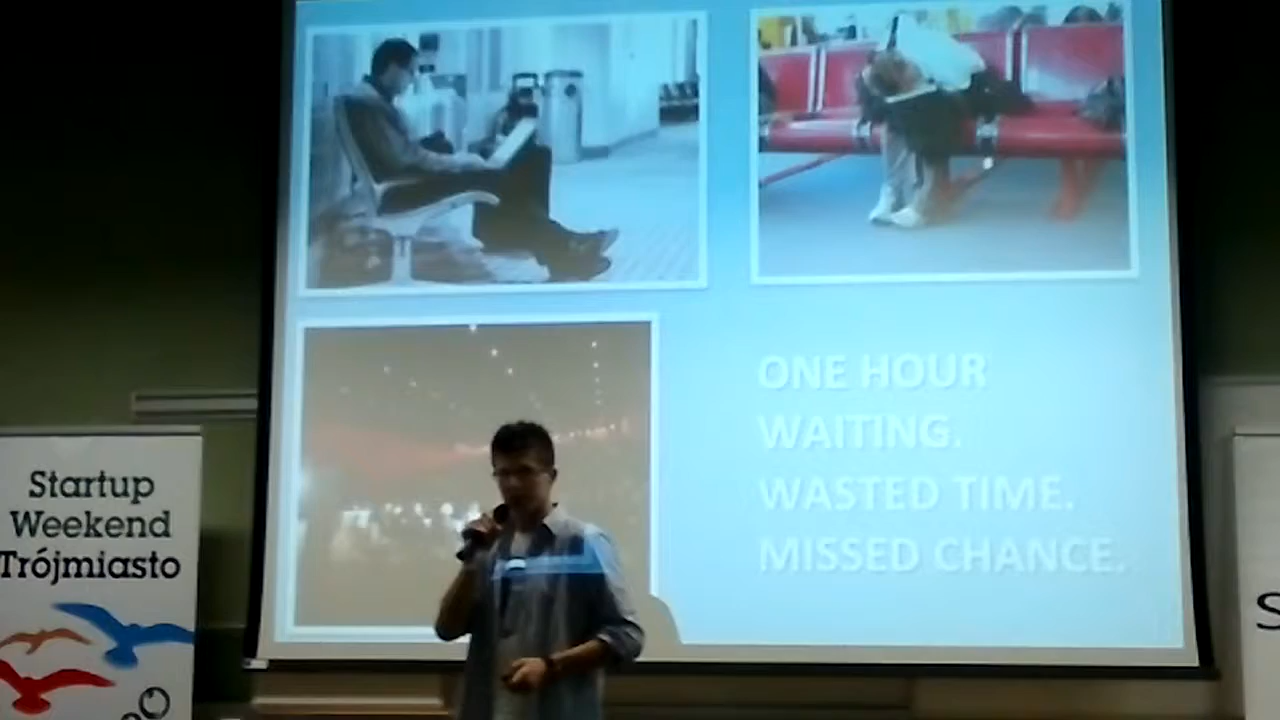 ONE HOUR
WAITING.
WASTED TIME.
MISSED CHANCE.
Startup
Weekend
Trójmiasto
S